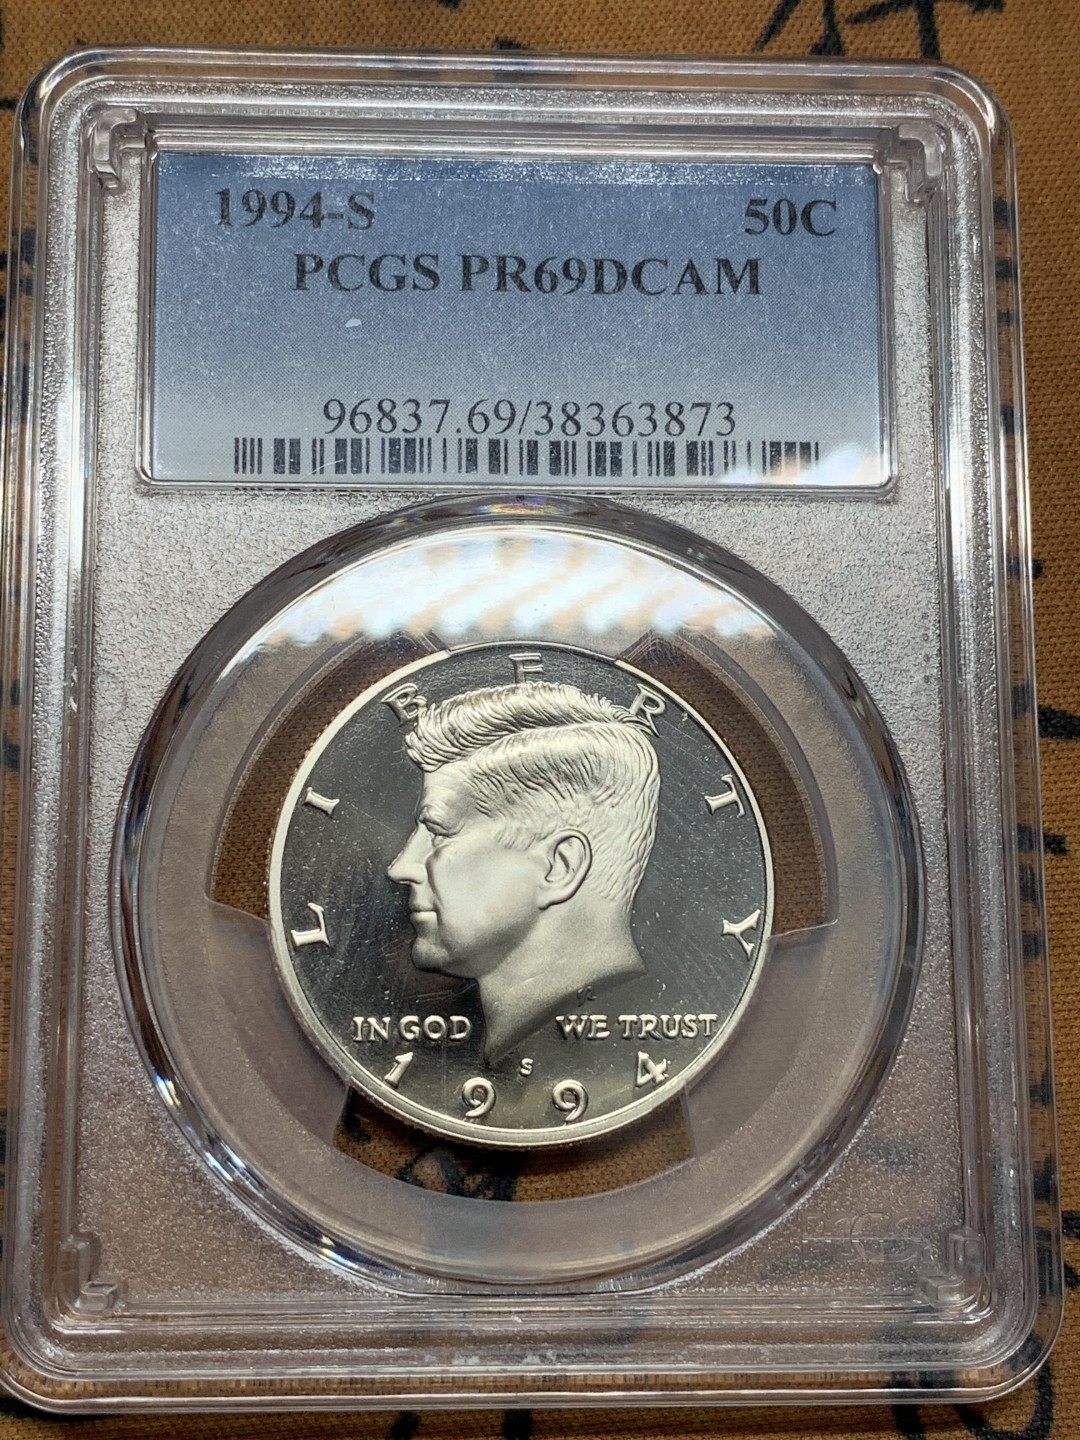 1994-S 50C
PCGS PR69DCAM
96837.69/38363873
LIBERTY
IN GOD WE TRUST
S
1994